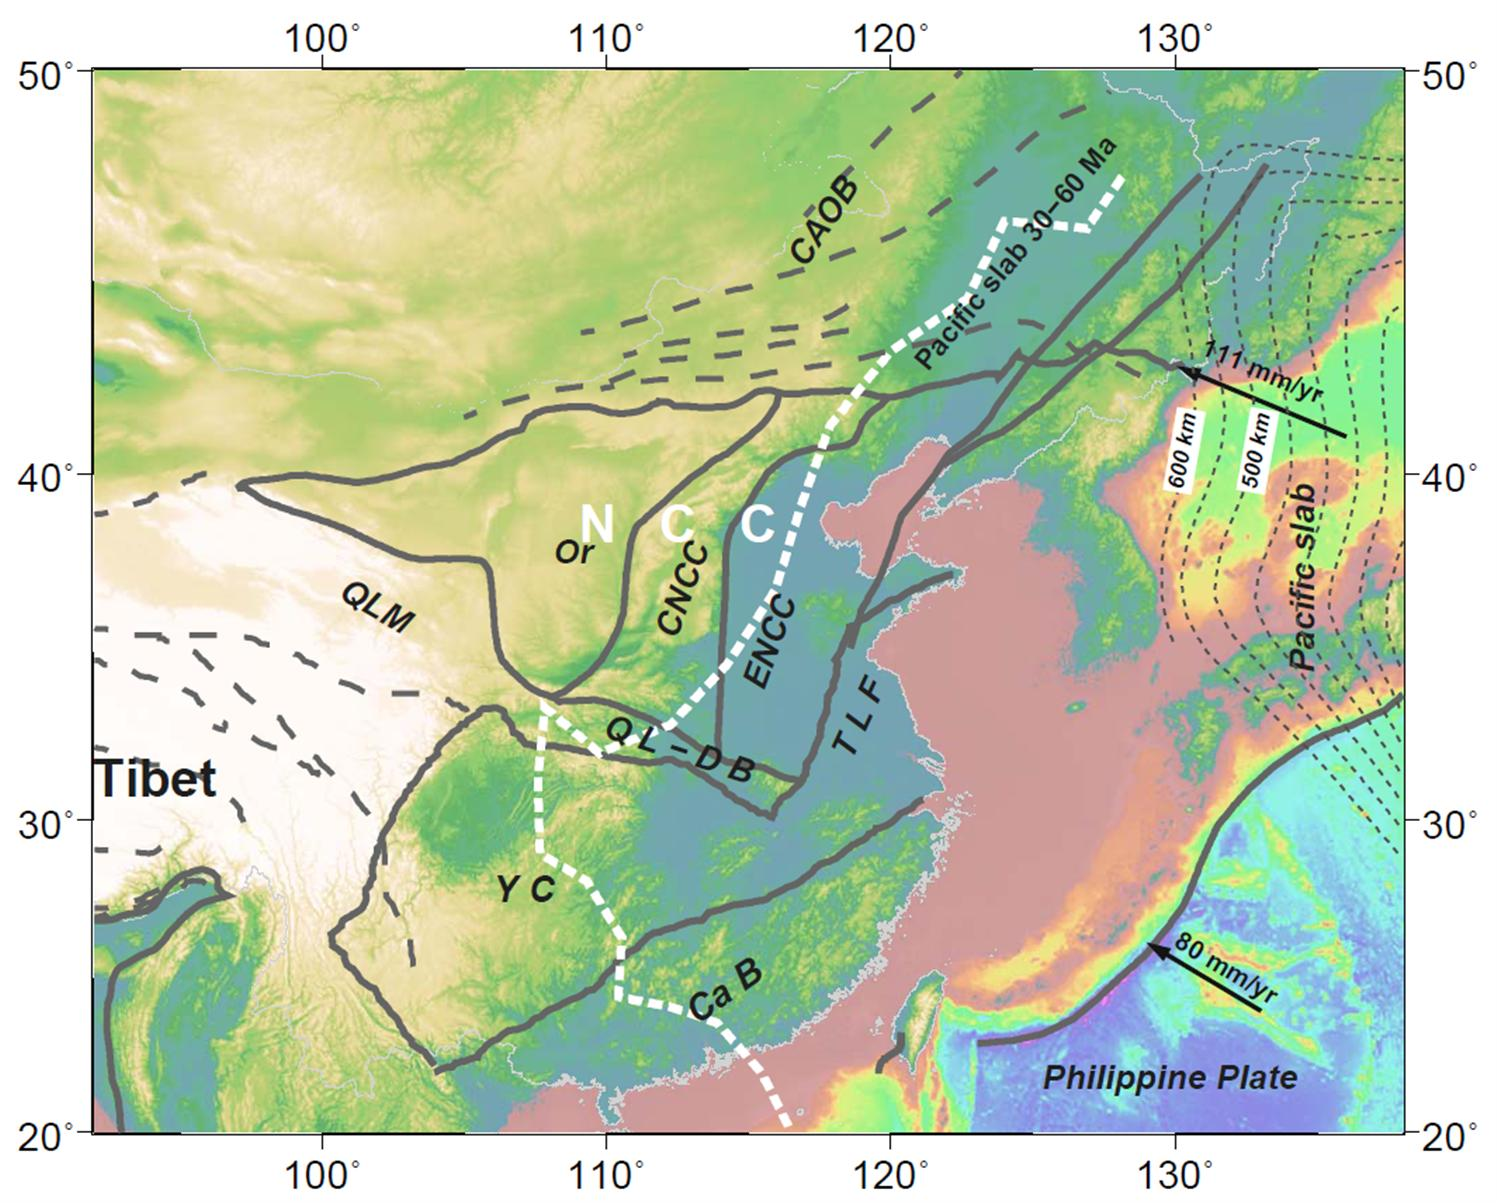 100° 110° 120° 130°
50° 50°
CAOB
Pacific slab 30–60 Ma
111 mm/yr
600 km
500 km
40° 40°
N C C
Or
CNCC
ENCC
QLM
Pacific slab
QL–DB
TLF
Tibet
30° 30°
Y C
Ca B
80 mm/yr
Philippine Plate
20° 20°
100° 110° 120° 130°